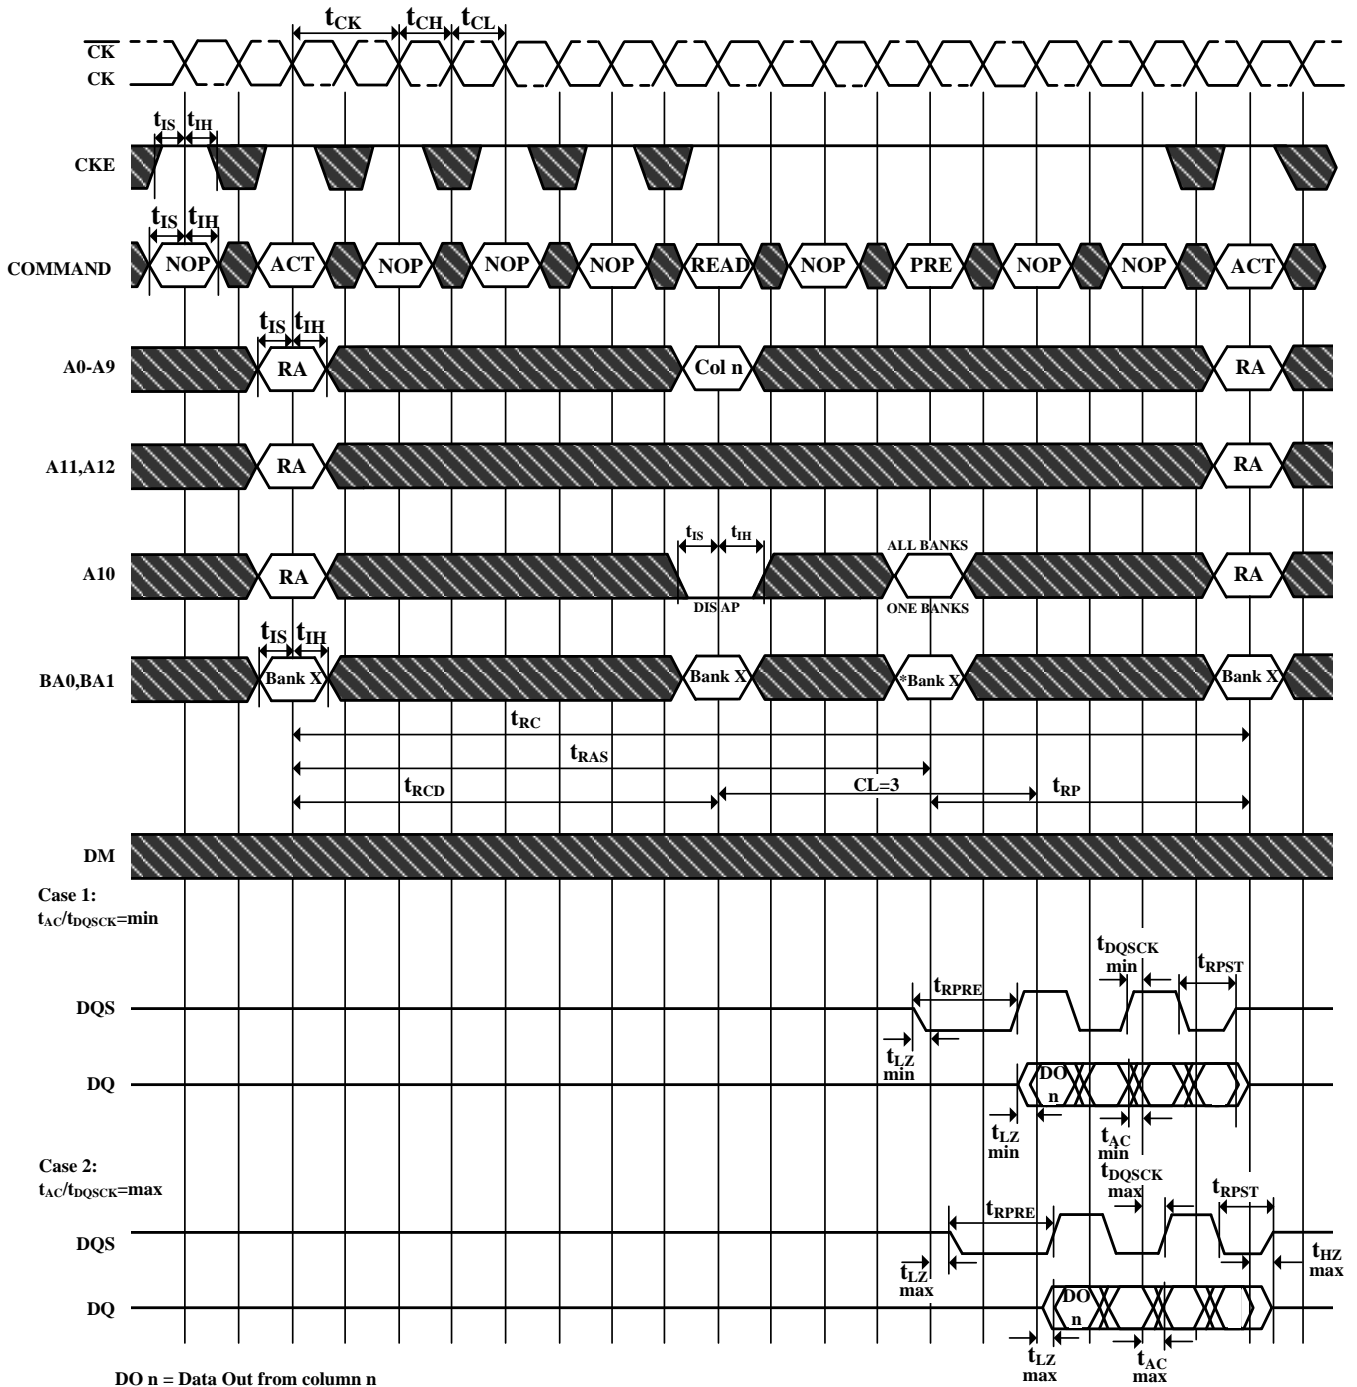 tCK tCH tCL
CK
CK
tIS tIH
CKE
tIS tIH
COMMAND NOP ACT NOP NOP NOP READ NOP PRE NOP NOP ACT
tIS tIH
A0-A9 RA Col n RA
A11,A12 RA RA
tIS tIH ALL BANKS
A10 RA RA
DIS AP ONE BANKS
tIS tIH
BA0,BA1 Bank X Bank X *Bank X Bank X
tRC
tRAS
tRCD CL=3 tRP
DM
Case 1:
tAC/tDQSCK=min
tDQSCK
min tRPST
tRPRE
DQS
tLZ
min
DQ DO
n
tLZ
min
tAC
min
Case 2:
tAC/tDQSCK=max
tDQSCK
max tRPST
tRPRE
DQS
tHZ
max
tLZ
max
DQ DO
n
tLZ
max
tAC
max
DO n = Data Out from column n